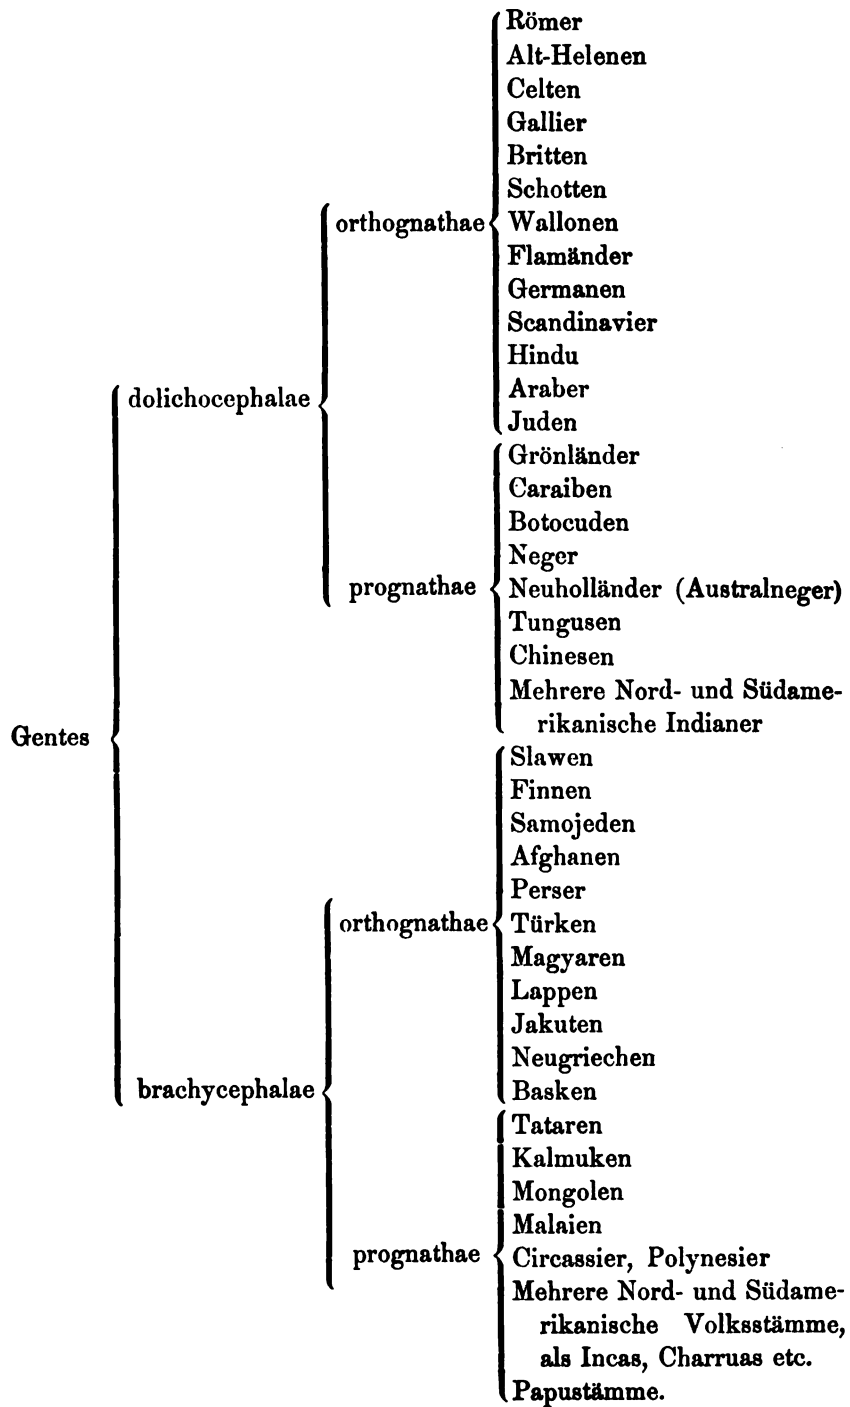 Römer
Alt-Helenen
Celten
Gallier
Britten
Schotten
orthognathae Wallonen
Flamänder
Germanen
Scandinavier
Hindu
Araber
dolichocephalae
Juden
Grönländer
Caraiben
Botocuden
Neger
prognathae Neuholländer (Australneger)
Tungusen
Chinesen
Mehrere Nord- und Südame-
rikanische Indianer
Gentes
Slawen
Finnen
Samojeden
Afghanen
Perser
orthognathae Türken
Magyaren
Lappen
Jakuten
Neugriechen
brachycephalae Basken
Tataren
Kalmuken
Mongolen
Malaien
prognathae Circassier, Polynesier
Mehrere Nord- und Südame-
rikanische Volksstämme,
als Incas, Charruas etc.
Papustämme.